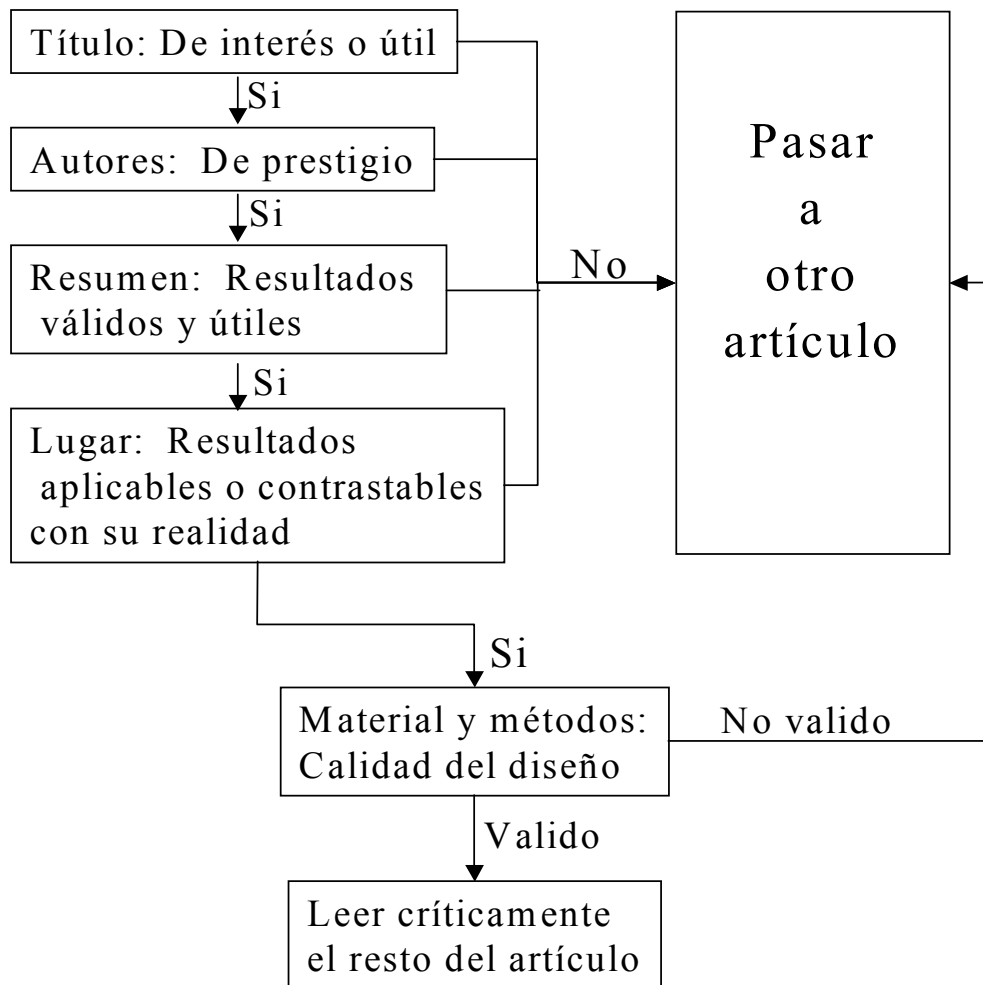 Título: De interés o útil
Si
Autores: De prestigio
Si
Resumen: Resultados
válidos y útiles
Si
Lugar: Resultados
aplicables o contrastables
con su realidad
No
Pasar
a
otro
artículo
Si
Material y métodos:
Calidad del diseño
No valido
Valido
Leer críticamente
el resto del artículo